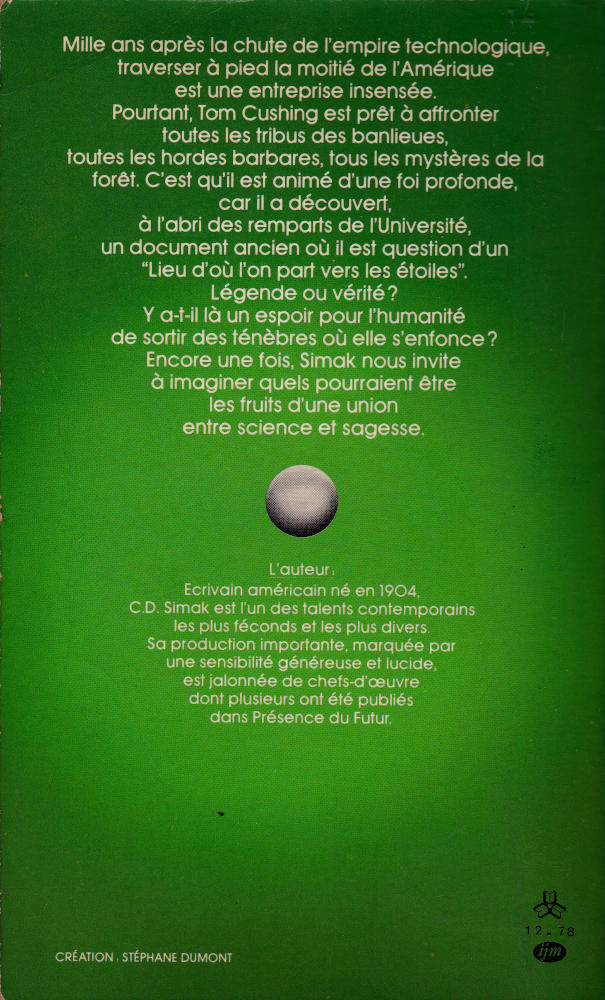 Mille ans après la chute de l'empire technologique,
traverser à pied la moitié de l'Amérique
est une entreprise insensée.
Pourtant, Tom Cushing est prêt à affronter
toutes les tribus des banlieues,
toutes les hordes barbares, tous les mystères de la
forêt. C'est qu'il est animé d'une foi profonde,
car il a découvert,
à l'abri des remparts de l'Université,
un document ancien où il est question d'un
“Lieu d'où l'on part vers les étoiles”.
Légende ou vérité?
Y a-t-il là un espoir pour l'humanité
de sortir des ténèbres où elle s'enfonce?
Encore une fois, Simak nous invite
à imaginer quels pourraient être
les fruits d'une union
entre science et sagesse.
L'auteur:
Ecrivain américain né en 1904,
C.D. Simak est l'un des talents contemporains
les plus féconds et les plus divers.
Sa production importante, marquée par
une sensibilité généreuse et lucide,
est jalonnée de chefs-d'œuvre
dont plusieurs ont été publiés
dans Présence du Futur.
12-78
ijm
CRÉATION: STÉPHANE DUMONT